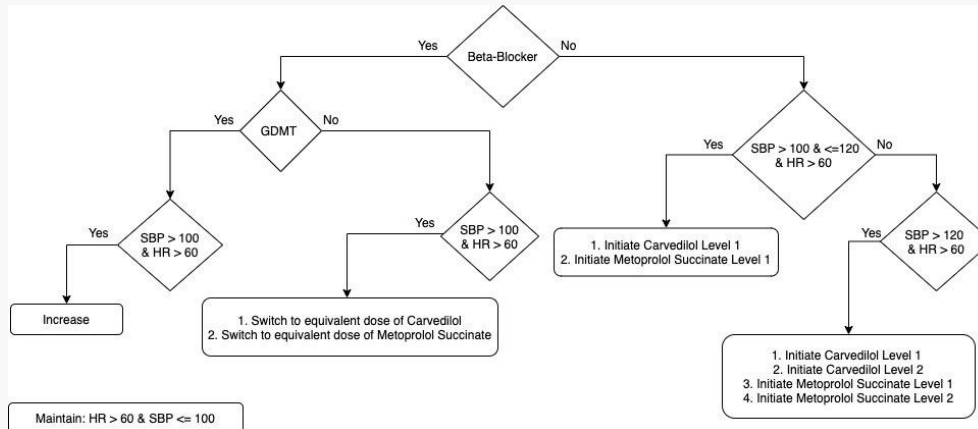 Beta-Blocker
Yes
No
GDMT
Yes
No
SBP > 100 & <=120
& HR > 60
Yes
No
SBP > 100
& HR > 60
Yes
SBP > 100
& HR > 60
Yes
SBP > 120
& HR > 60
Yes
1. Initiate Carvedilol Level 1
2. Initiate Metoprolol Succinate Level 1
Increase
1. Switch to equivalent dose of Carvedilol
2. Switch to equivalent dose of Metoprolol Succinate
1. Initiate Carvedilol Level 1
2. Initiate Carvedilol Level 2
3. Initiate Metoprolol Succinate Level 1
4. Initiate Metoprolol Succinate Level 2
Maintain: HR > 60 & SBP <= 100